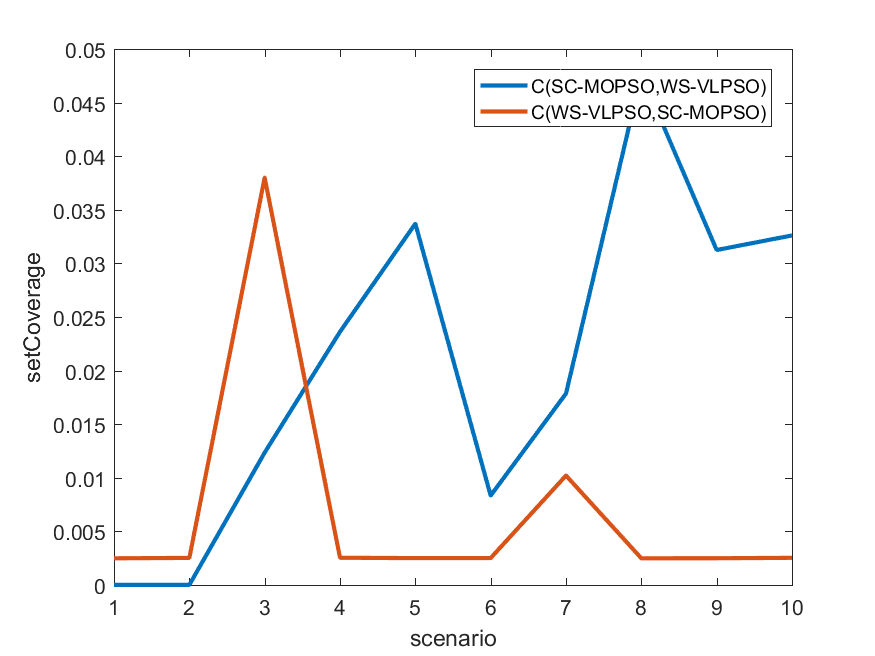 0.05
0.045
0.04
0.035
0.03
0.025
0.02
0.015
0.01
0.005
0
setCoverage
C(SC-MOPSO,WS-VLPSO)
C(WS-VLPSO,SC-MOPSO)
1 2 3 4 5 6 7 8 9 10
scenario